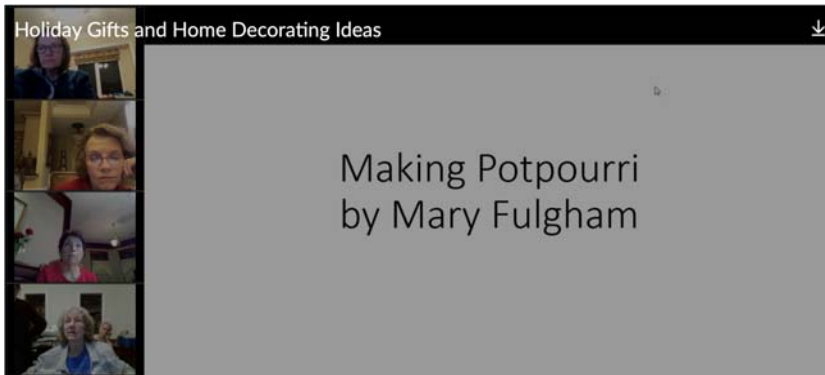 Holiday Gifts and Home Decorating Ideas
Making Potpourri
by Mary Fulgham